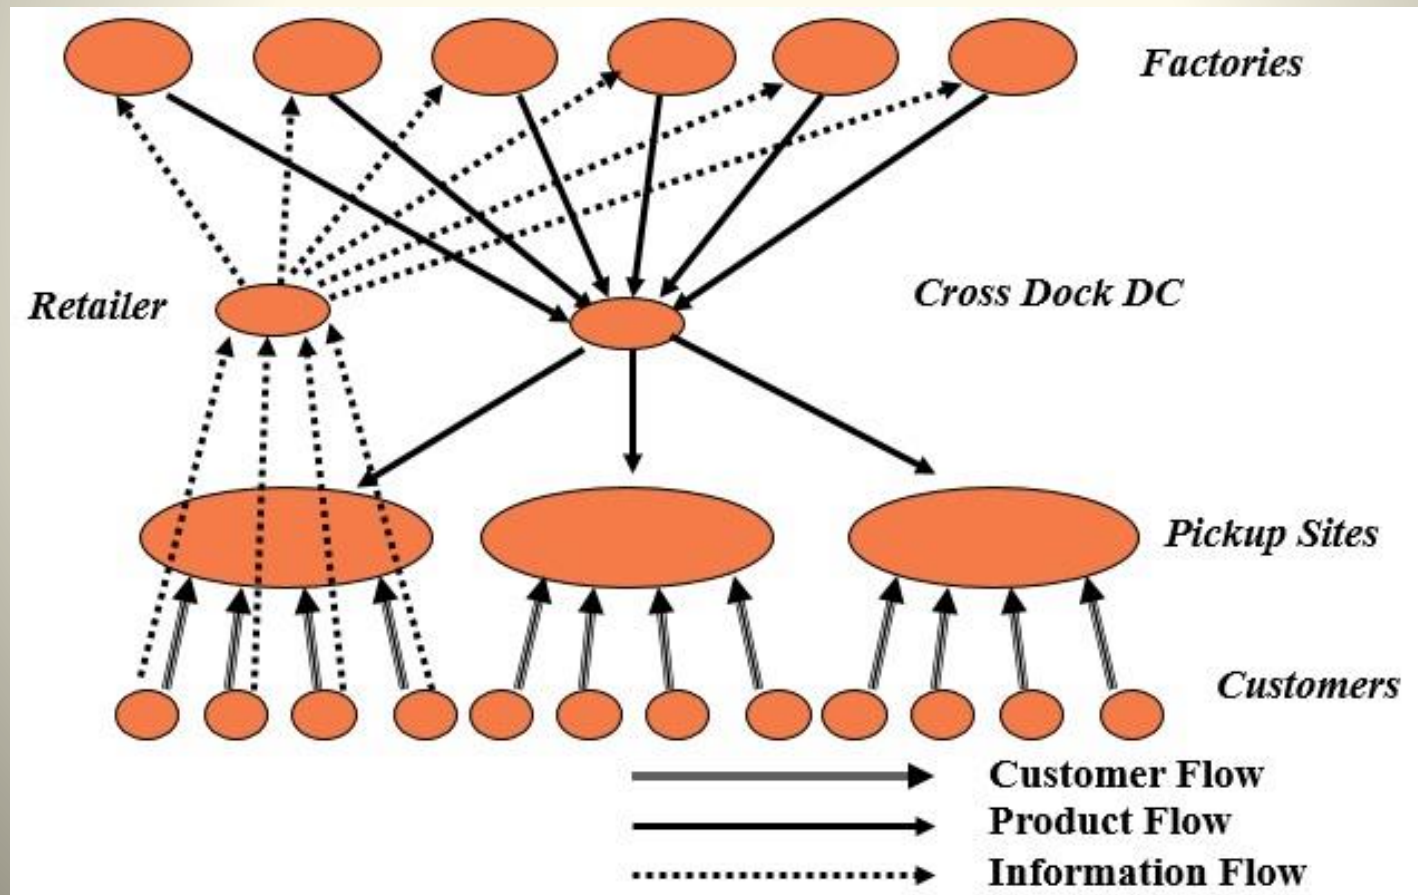 Factories
Retailer
Cross Dock DC
Pickup Sites
Customers
Customer Flow
Product Flow
Information Flow